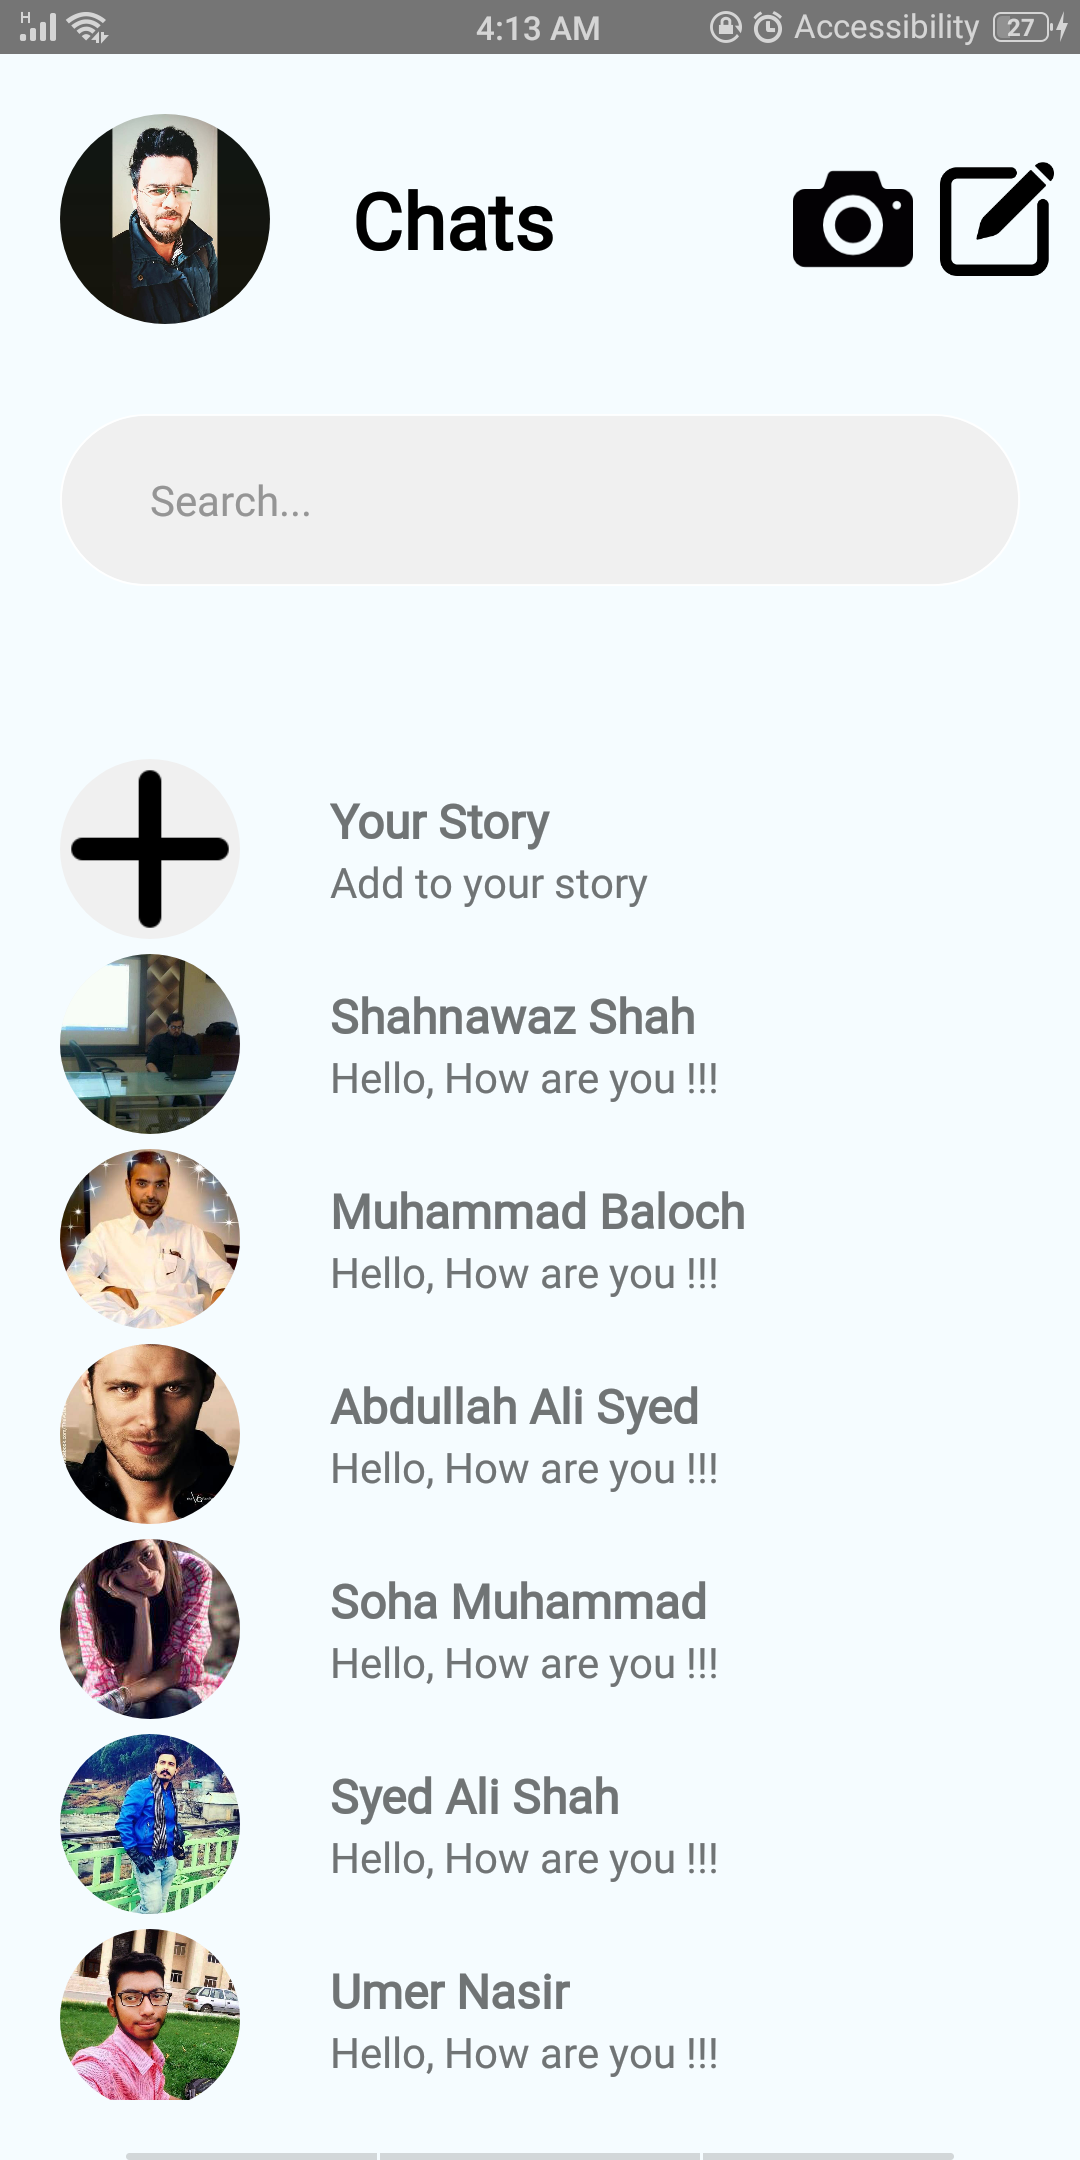 H 4:13 AM Accessibility 27
Chats
Search...
Your Story
Add to your story
Shahnawaz Shah
Hello, How are you !!!
Muhammad Baloch
Hello, How are you !!!
Abdullah Ali Syed
Hello, How are you !!!
Soha Muhammad
Hello, How are you !!!
Syed Ali Shah
Hello, How are you !!!
Umer Nasir
Hello, How are you !!!